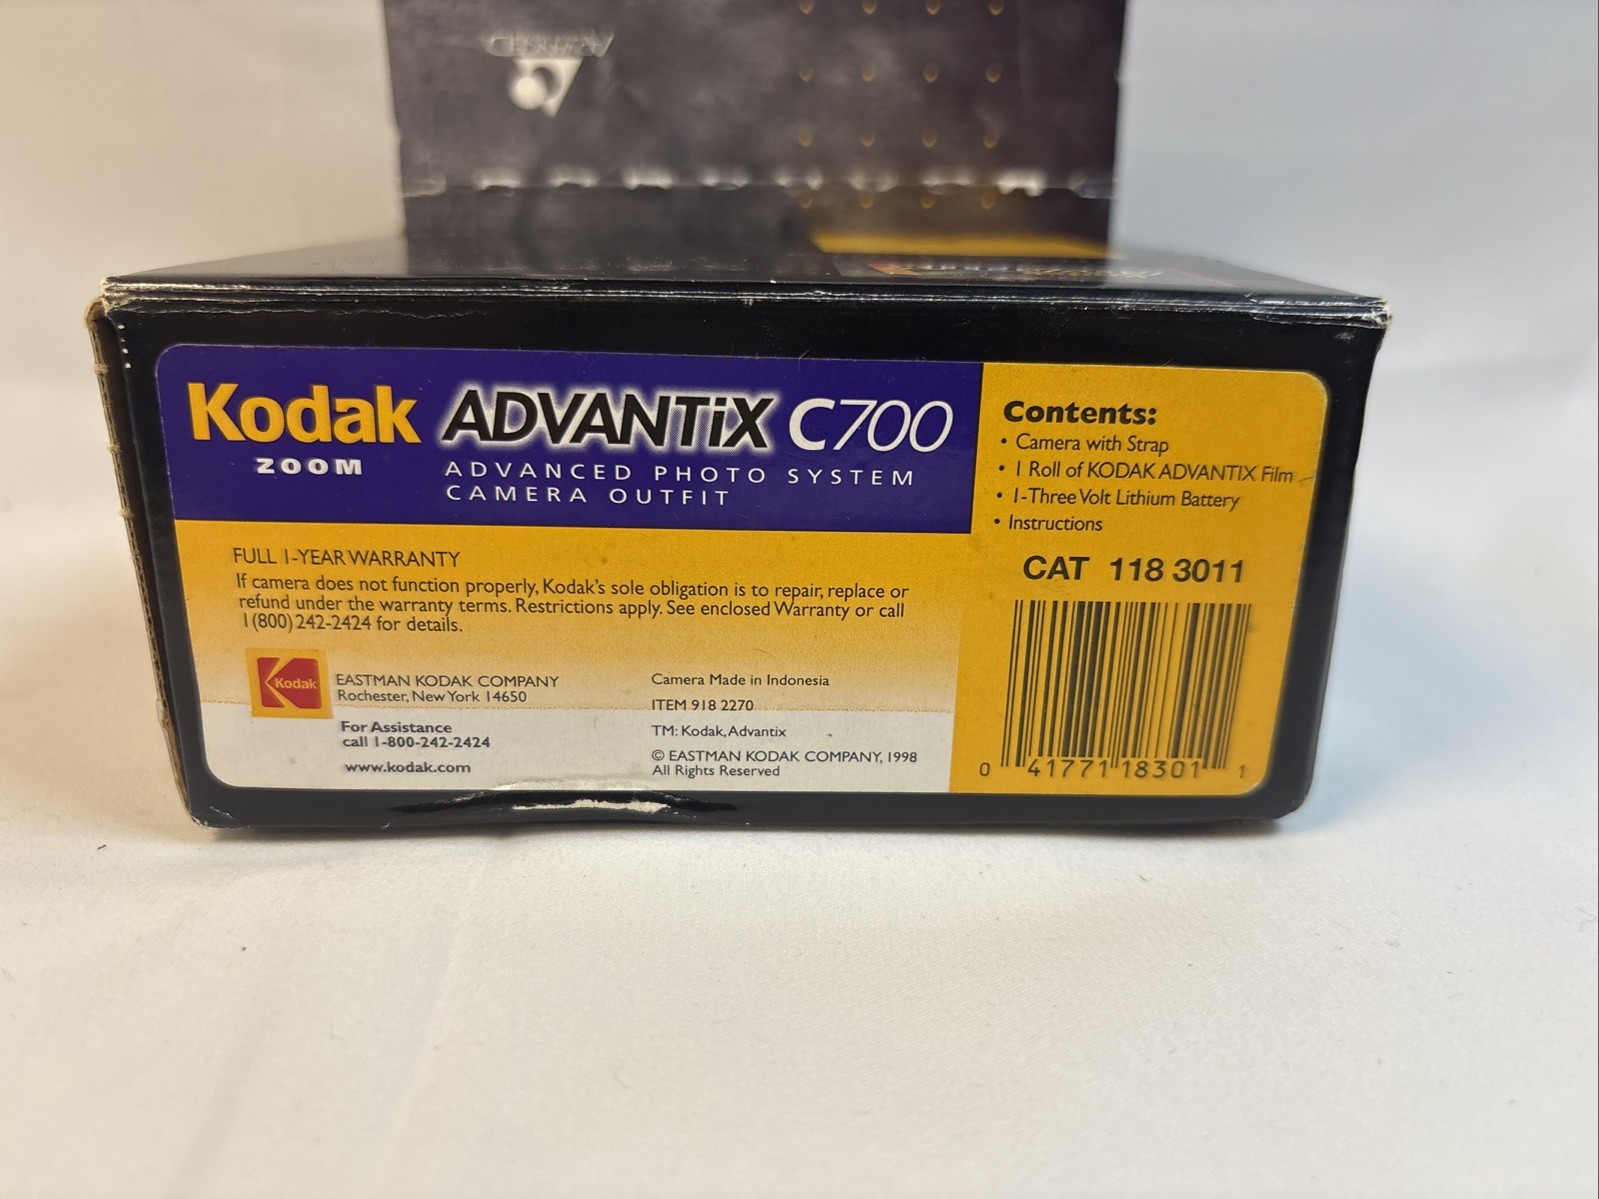 Kodak ADVANTiX C700
ZOOM
ADVANCED PHOTO SYSTEM
CAMERA OUTFIT
FULL 1-YEAR WARRANTY
If camera does not function properly, Kodak's sole obligation is to repair, replace or
refund under the warranty terms. Restrictions apply. See enclosed Warranty or call
1(800)242-2424 for details.
Kodak
EASTMAN KODAK COMPANY
Rochester, New York 14650
For Assistance
call 1-800-242-2424
www.kodak.com
Camera Made in Indonesia
ITEM 918 2270
TM: Kodak, Advantix
© EASTMAN KODAK COMPANY, 1998
All Rights Reserved
Contents:
• Camera with Strap
• 1 Roll of KODAK ADVANTIX Film
• 1-Three Volt Lithium Battery
• Instructions
CAT 118 3011
0 41771 18301 1